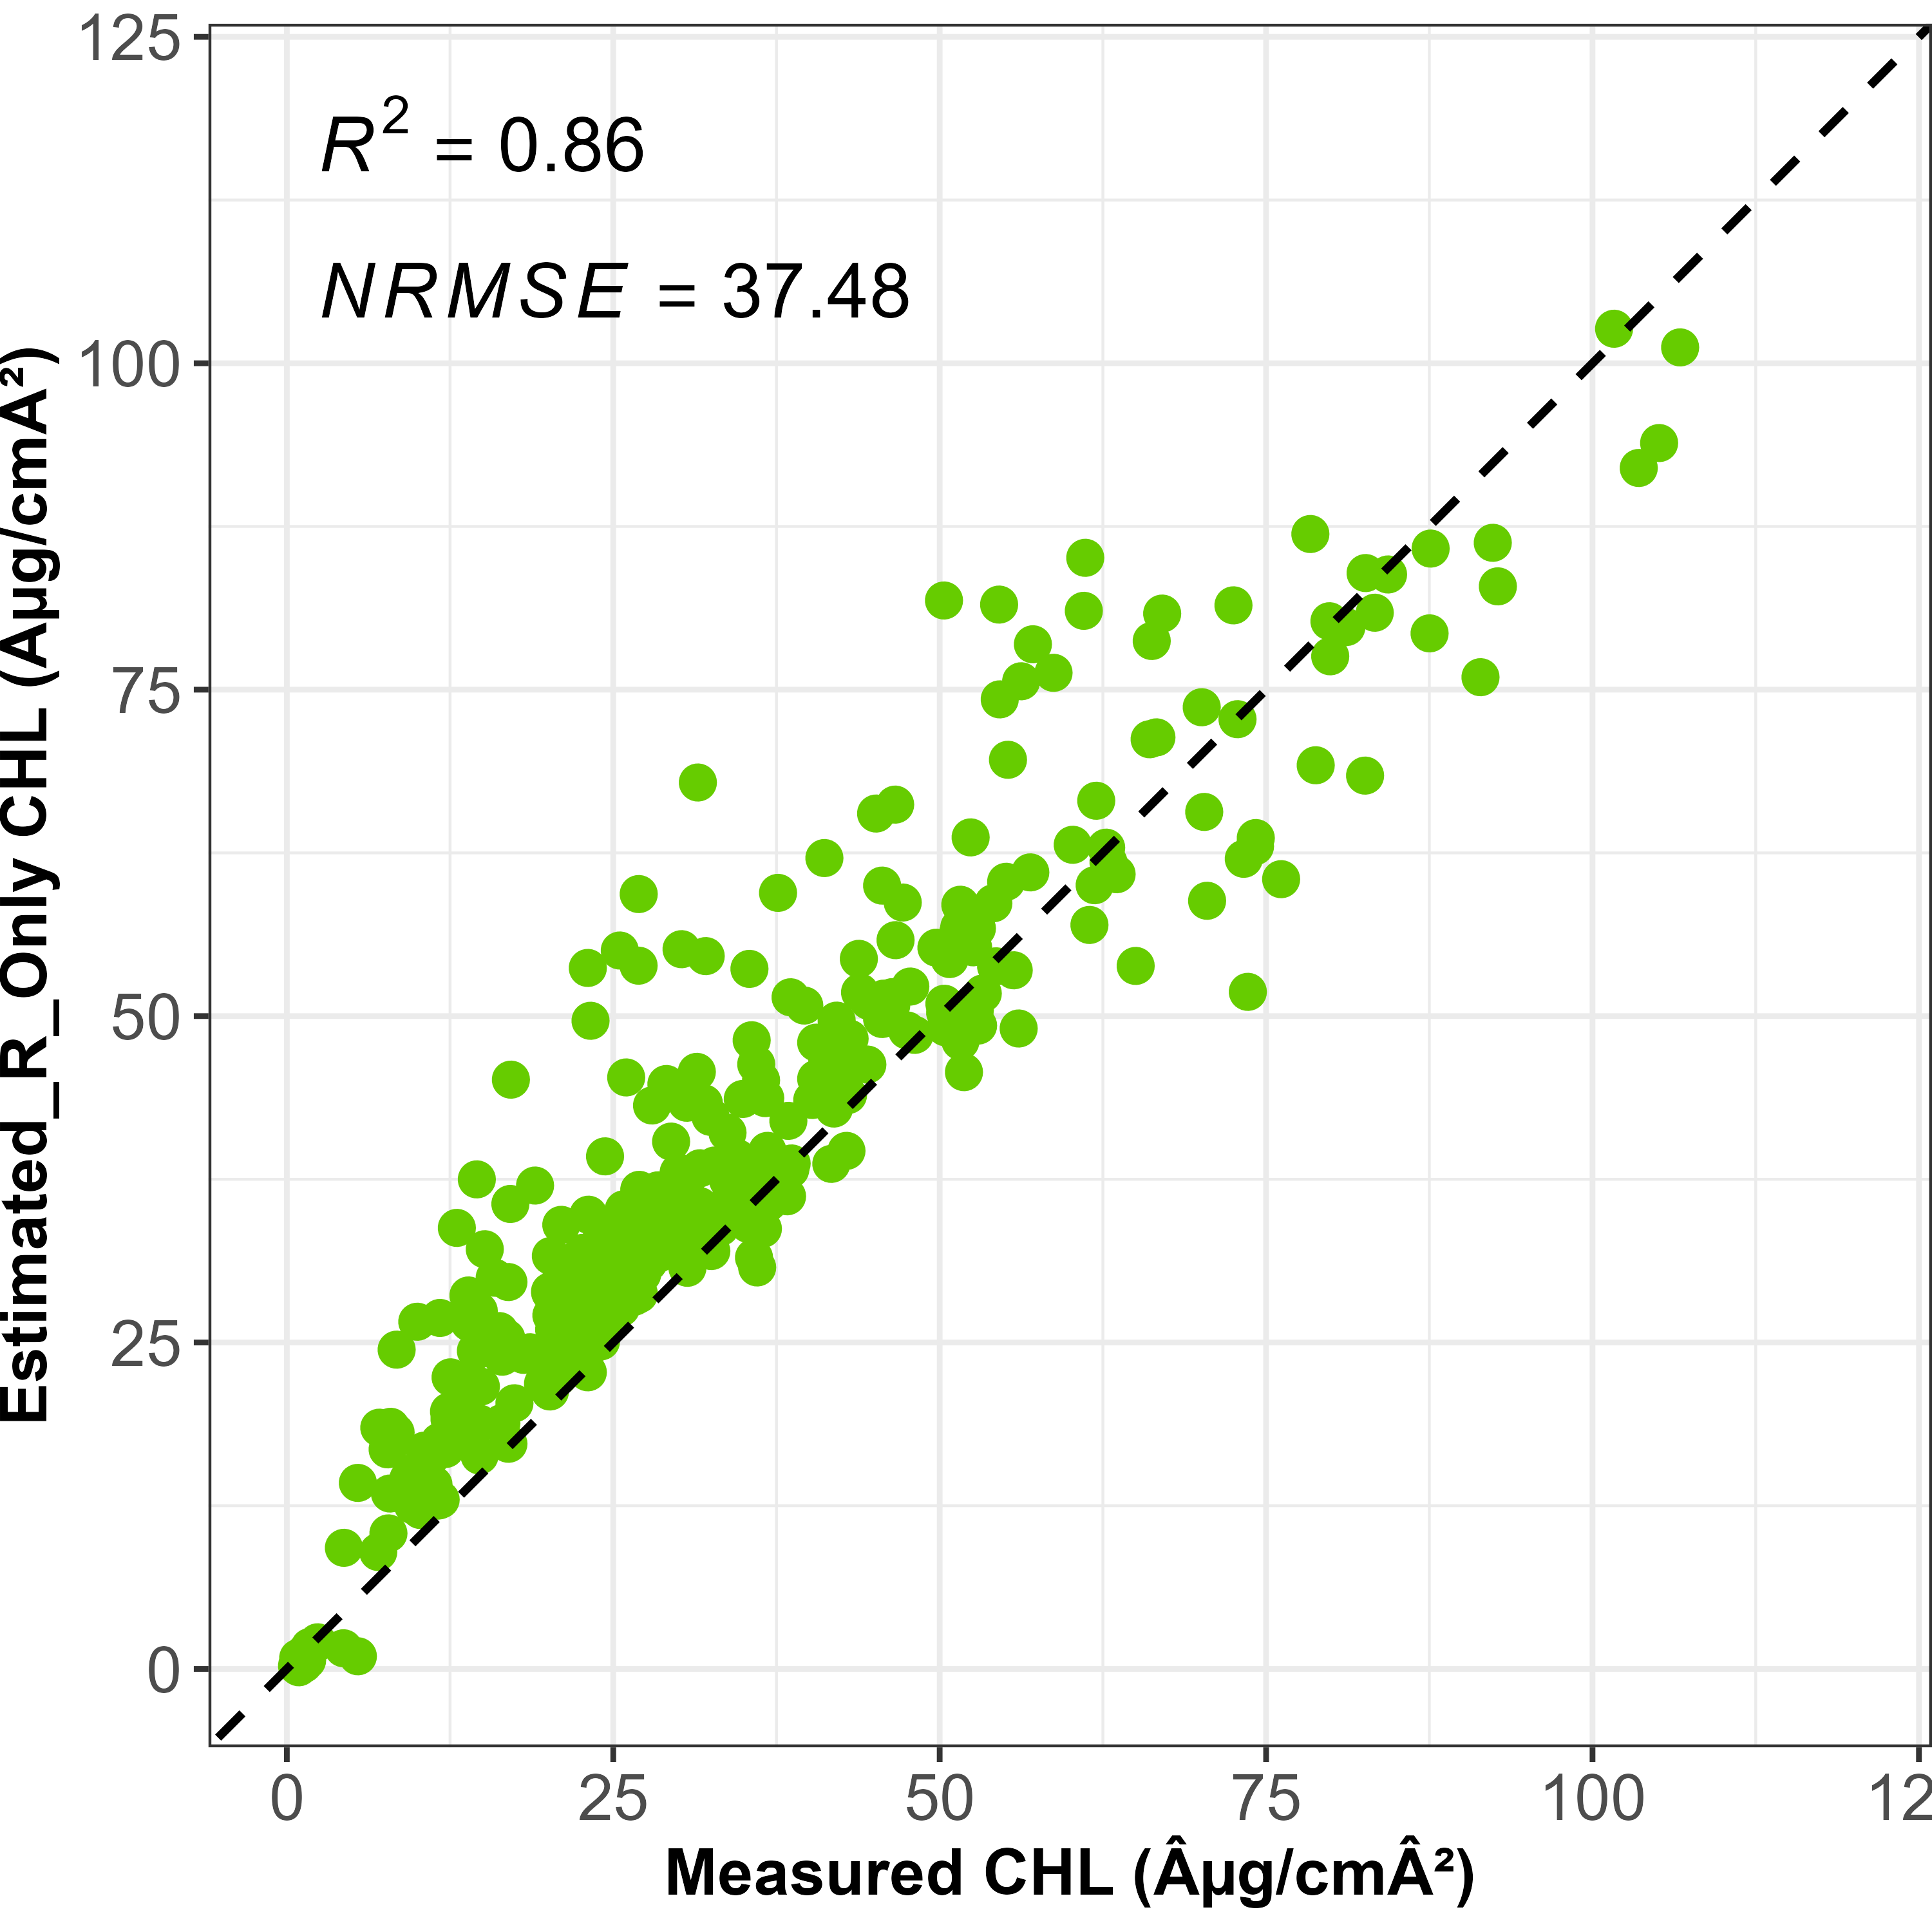 125
R² = 0.86
NRMSE = 37.48
100
75
50
25
0
Estimated_R_Only CHL (Âµg/cmÂ²)
0 25 50 75 100 12
Measured CHL (Âµg/cmÂ²)